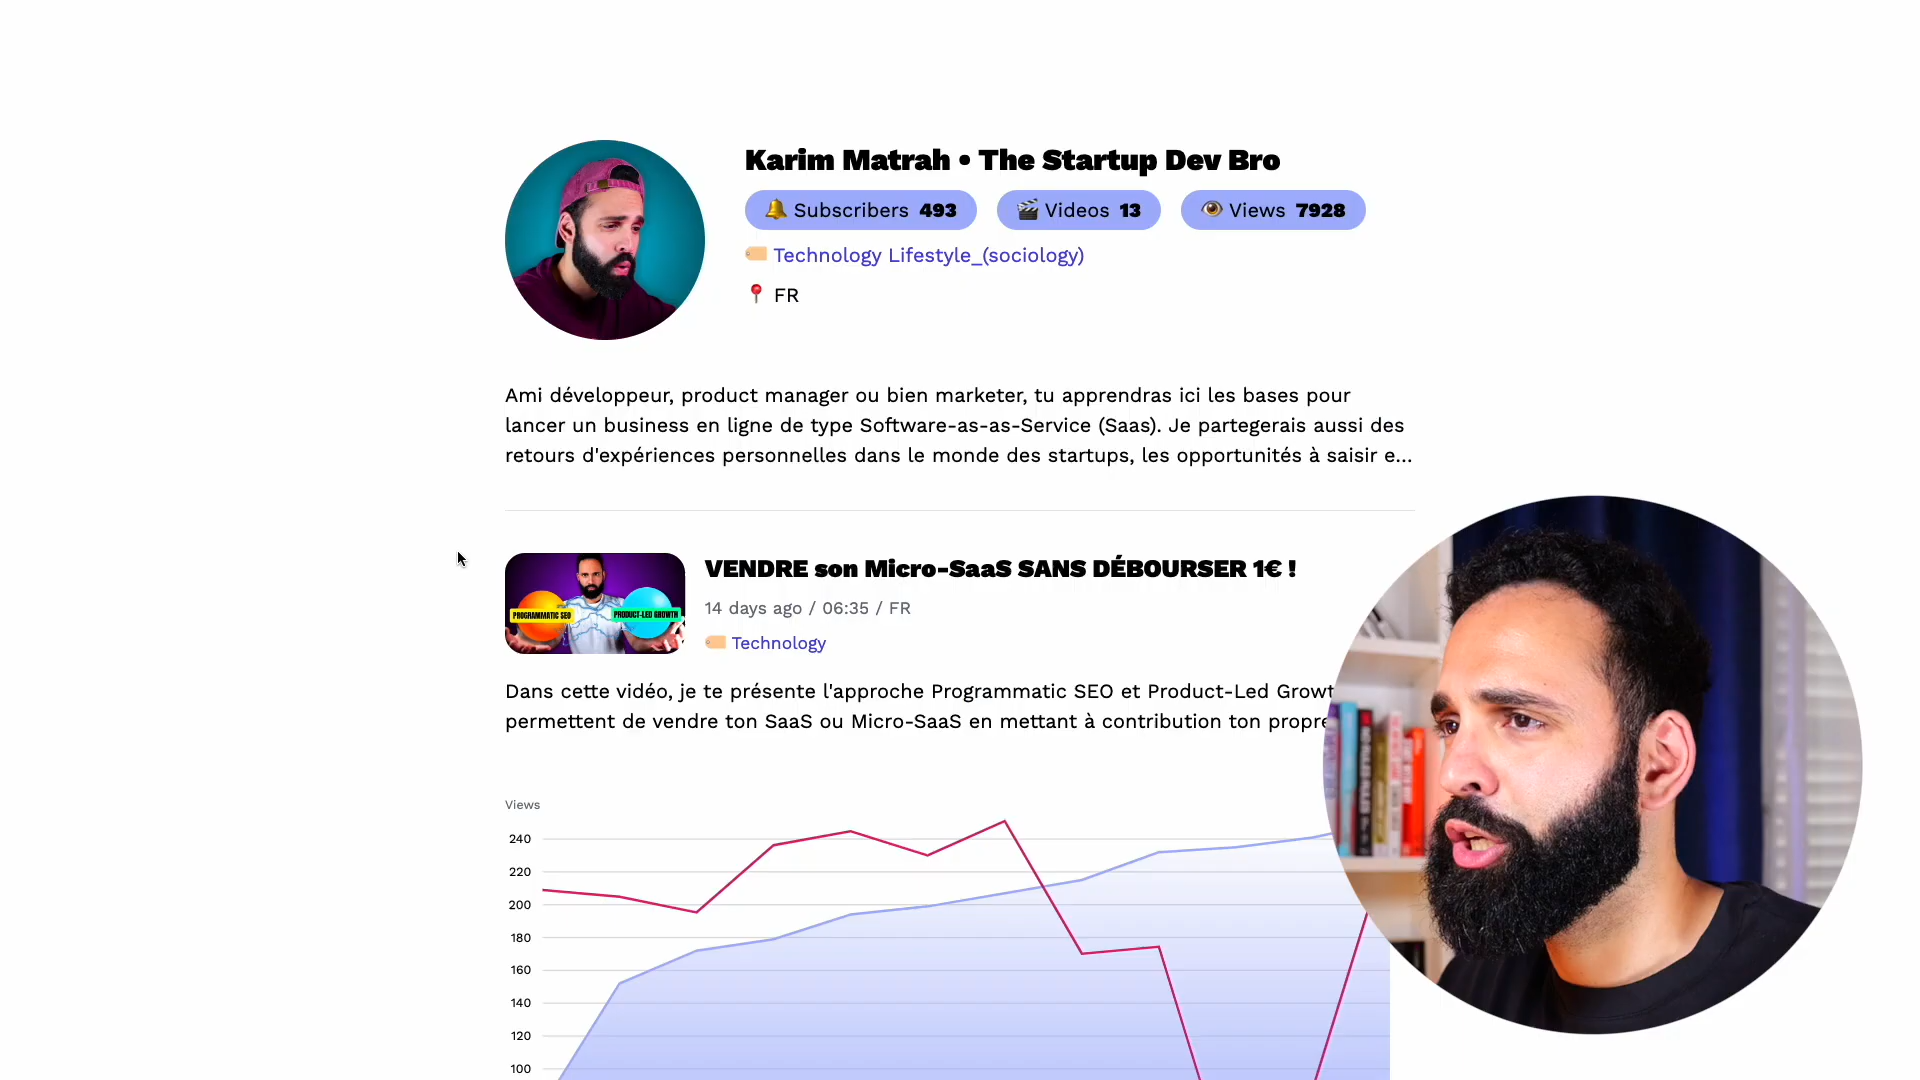 Karim Matrah • The Startup Dev Bro
🔔 Subscribers 493 🎬 Videos 13 👁 Views 7928
Technology Lifestyle_(sociology)
FR
Ami développeur, product manager ou bien marketer, tu apprendras ici les bases pour
lancer un business en ligne de type Software-as-as-Service (Saas). Je partegerais aussi des
retours d'expériences personnelles dans le monde des startups, les opportunités à saisir e...
PROGRAMMATIC SEO
PRODUCT-LED GROWTH
VENDRE son Micro-SaaS SANS DÉBOURSER 1€ !
14 days ago / 06:35 / FR
Technology
Dans cette vidéo, je te présente l'approche Programmatic SEO et Product-Led Growt
permettent de vendre ton SaaS ou Micro-SaaS en mettant à contribution ton propre
Views
240
220
200
180
160
140
120
100